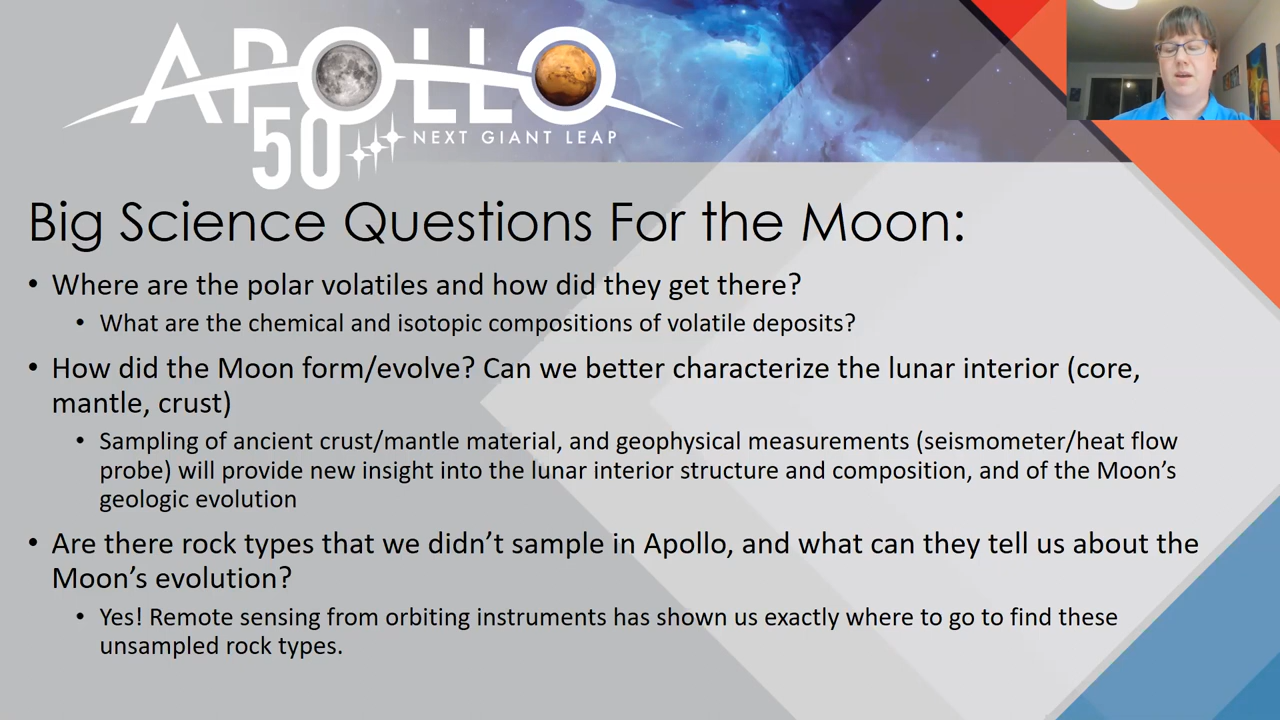 APOLLO
50
NEXT GIANT LEAP
Big Science Questions For the Moon:
• Where are the polar volatiles and how did they get there?
• What are the chemical and isotopic compositions of volatile deposits?
• How did the Moon form/evolve? Can we better characterize the lunar interior (core,
mantle, crust)
• Sampling of ancient crust/mantle material, and geophysical measurements (seismometer/heat flow
probe) will provide new insight into the lunar interior structure and composition, and of the Moon’s
geologic evolution
• Are there rock types that we didn’t sample in Apollo, and what can they tell us about the
Moon’s evolution?
• Yes! Remote sensing from orbiting instruments has shown us exactly where to go to find these
unsampled rock types.